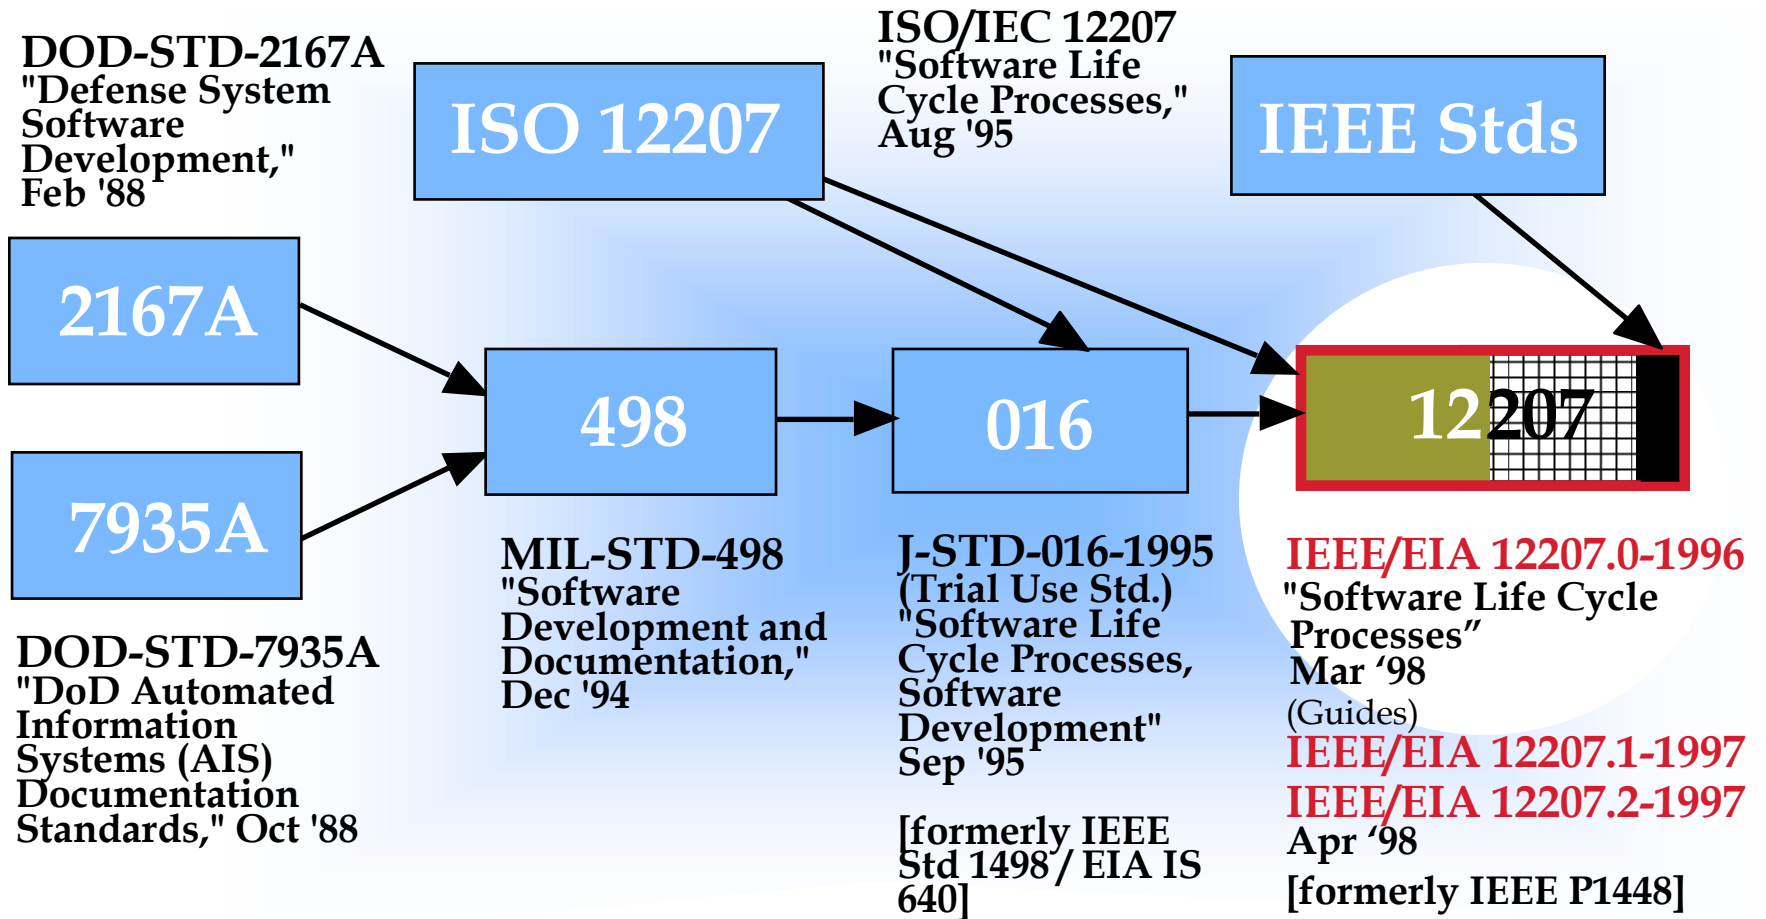 DOD-STD-2167A
"Defense System
Software
Development,"
Feb '88
ISO 12207
ISO/IEC 12207
"Software Life
Cycle Processes,"
Aug '95
IEEE Stds
2167A
7935A
498
016
12207
DOD-STD-7935A
"DoD Automated
Information
Systems (AIS)
Documentation
Standards," Oct '88
MIL-STD-498
"Software
Development and
Documentation,"
Dec '94
J-STD-016-1995
(Trial Use Std.)
"Software Life
Cycle Processes,
Software
Development"
Sep '95
[formerly IEEE
Std 1498 / EIA IS
640]
IEEE/EIA 12207.0-1996
"Software Life Cycle
Processes”
Mar ‘98
(Guides)
IEEE/EIA 12207.1-1997
IEEE/EIA 12207.2-1997
Apr ‘98
[formerly IEEE P1448]